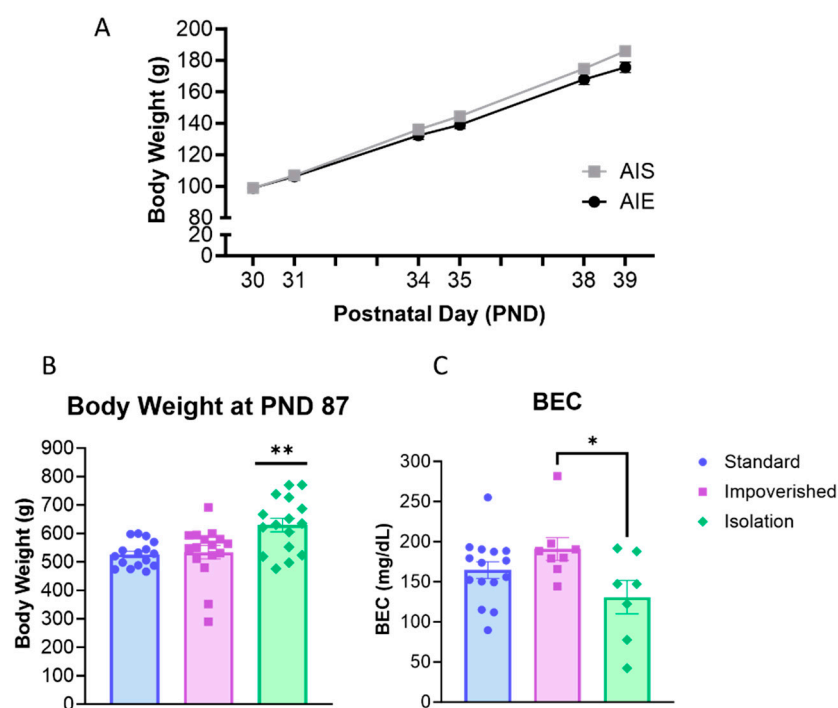 A
Body Weight (g)
200
180
160
140
120
100
80
20
0
AIS
AIE
30 31 34 35 38 39
Postnatal Day (PND)
B
Body Weight at PND 87
**
Body Weight (g)
900
800
700
600
500
400
300
200
100
0
C
BEC
*
BEC (mg/dL)
300
250
200
150
100
50
0
Standard
Impoverished
Isolation